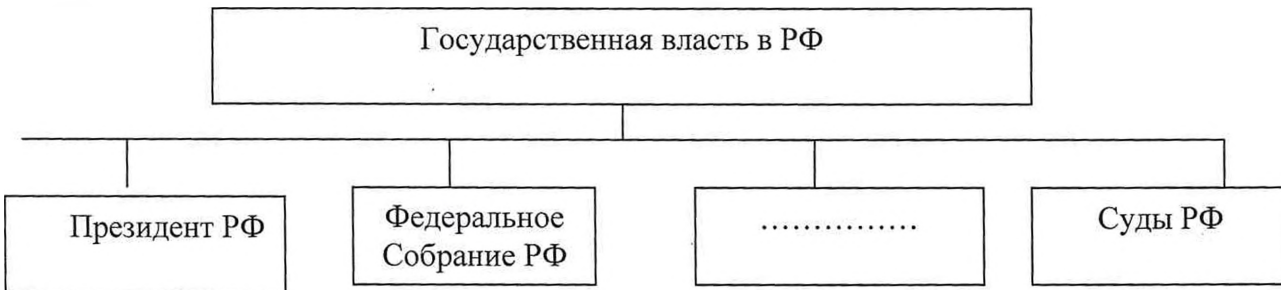 Государственная власть в РФ
Президент РФ
Федеральное
Собрание РФ
……………
Суды РФ